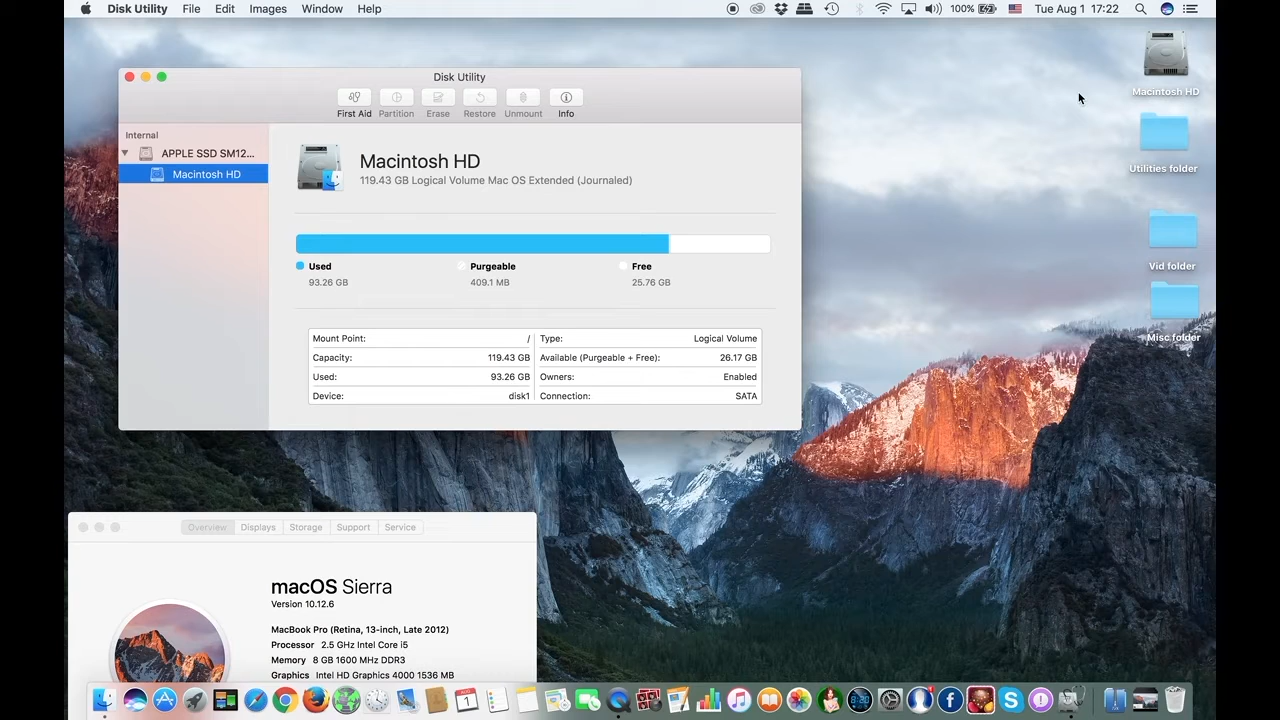 Disk Utility File Edit Images Window Help 100% Tue Aug 1 17:22
Disk Utility
First Aid Partition Erase Restore Unmount Info
Internal
APPLE SSD SM12...
Macintosh HD
Macintosh HD
119.43 GB Logical Volume Mac OS Extended (Journaled)
Used Purgeable Free
93.26 GB 409.1 MB 25.76 GB
Mount Point: / Type: Logical Volume
Capacity: 119.43 GB Available (Purgeable + Free): 26.17 GB
Used: 93.26 GB Owners: Enabled
Device: disk1 Connection: SATA
Macintosh HD
Utilities folder
Vid folder
Misc folder
Overview Displays Storage Support Service
macOS Sierra
Version 10.12.6
MacBook Pro (Retina, 13-inch, Late 2012)
Processor 2.5 GHz Intel Core i5
Memory 8 GB 1600 MHz DDR3
Graphics Intel HD Graphics 4000 1536 MB